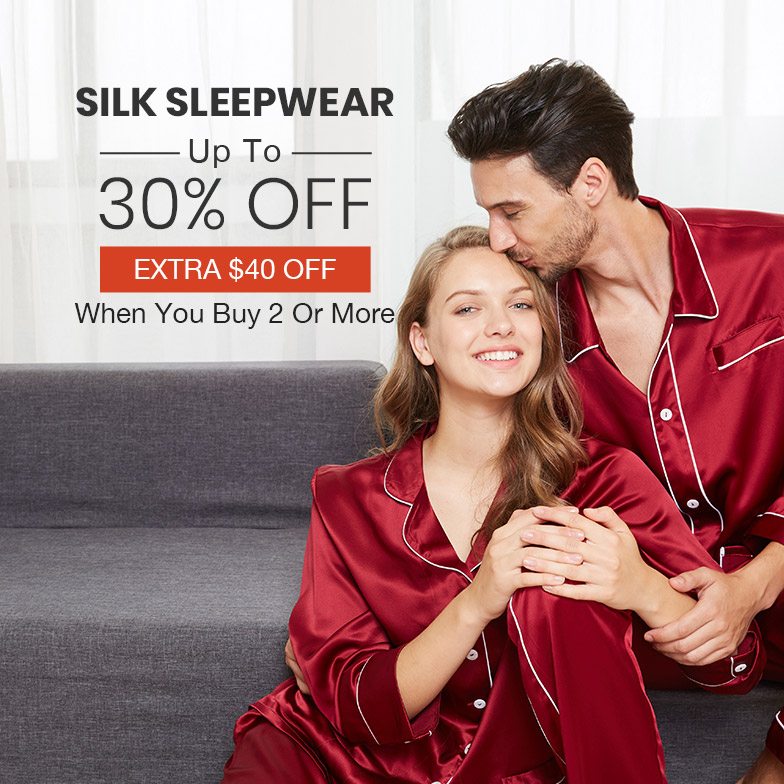 SILK SLEEPWEAR
Up To
30% OFF
EXTRA $40 OFF
When You Buy 2 Or More